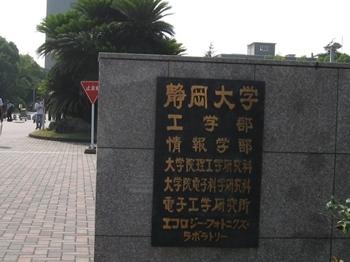 静岡大学
工学部
情報学部
大学院理工学研究科
大学院電子科学研究科
電子工学研究所
エコロジー・フォトニクス・
ラボラトリー